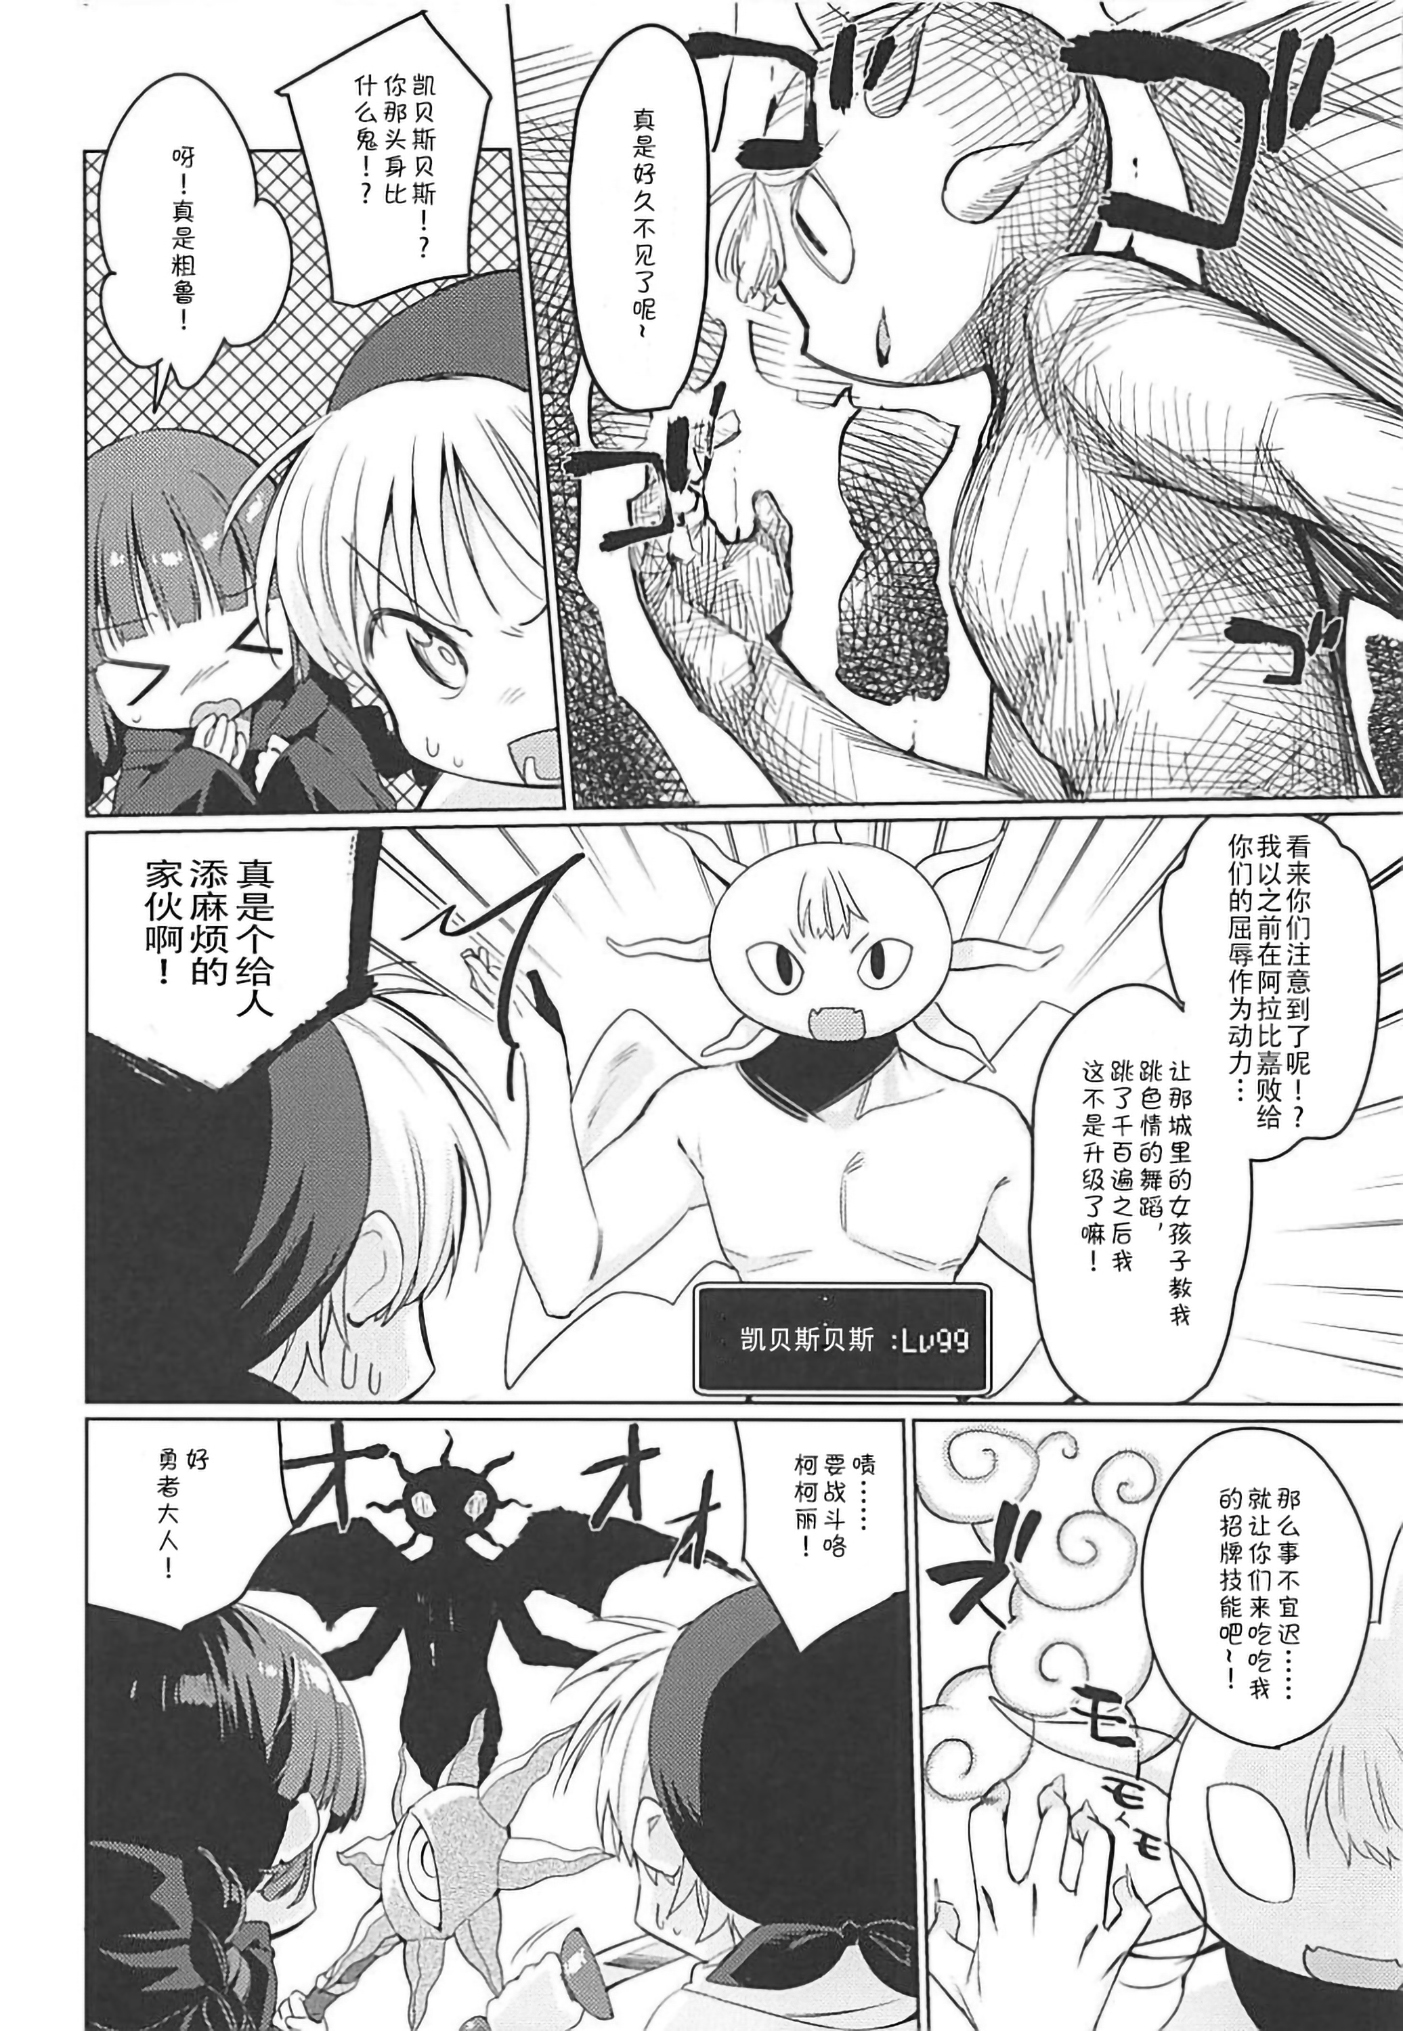 真是好久不见了呢~
凯贝斯贝斯！？
你那头身比
什么鬼！？
呀！真是粗鲁！
ゴゴゴゴ
看来你们注意到了呢！？
我以之前在阿拉比嘉败给
你们的屈辱作为动力…
让那城里的女孩子教我
跳色情的舞蹈，
跳了千百遍之后我
这不是升级了嘛！
凯贝斯贝斯 :Lv99
真是个给人
添麻烦的
家伙啊！
那么事不宜迟……
就让你们来吃吃我
的招牌技能吧~！
ズ
モ
モ
モ
啧……
要战斗咯
柯柯丽！
オオオ
好
勇者大人！